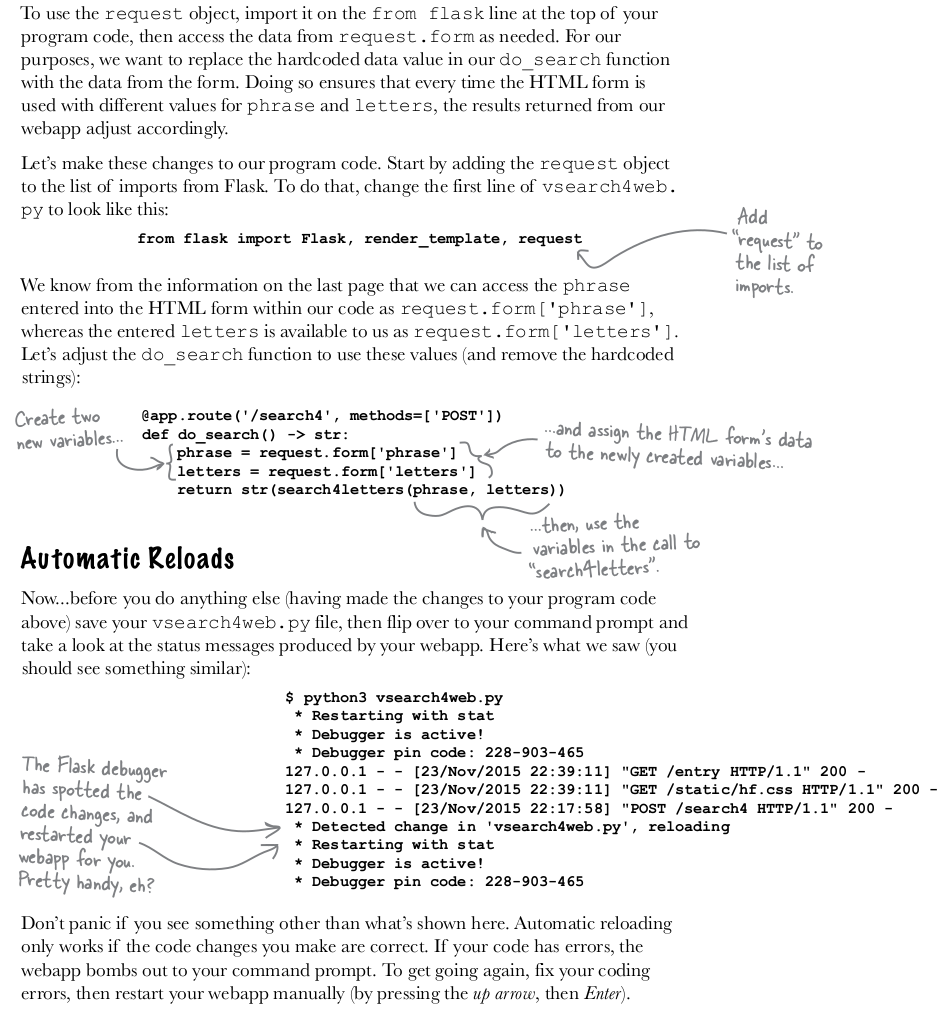 To use the request object, import it on the from flask line at the top of your
program code, then access the data from request.form as needed. For our
purposes, we want to replace the hardcoded data value in our do_search function
with the data from the form. Doing so ensures that every time the HTML form is
used with different values for phrase and letters, the results returned from our
webapp adjust accordingly.
Let's make these changes to our program code. Start by adding the request object
to the list of imports from Flask. To do that, change the first line of vsearch4web.
py to look like this:
from flask import Flask, render_template, request
Add
"request" to
the list of
imports.
We know from the information on the last page that we can access the phrase
entered into the HTML form within our code as request.form['phrase'],
whereas the entered letters is available to us as request.form['letters'].
Let's adjust the do_search function to use these values (and remove the hardcoded
strings):
Create two
new variables...
@app.route('/search4', methods=['POST'])
def do_search() -> str:
phrase = request.form['phrase']
letters = request.form['letters']
return str(search4letters(phrase, letters))
...and assign the HTML form's data
to the newly created variables...
...then, use the
variables in the call to
"search4letters".
Automatic Reloads
Now...before you do anything else (having made the changes to your program code
above) save your vsearch4web.py file, then flip over to your command prompt and
take a look at the status messages produced by your webapp. Here's what we saw (you
should see something similar):
$ python3 vsearch4web.py
* Restarting with stat
* Debugger is active!
* Debugger pin code: 228-903-465
127.0.0.1 - - [23/Nov/2015 22:39:11] "GET /entry HTTP/1.1" 200 -
127.0.0.1 - - [23/Nov/2015 22:39:11] "GET /static/hf.css HTTP/1.1" 200 -
127.0.0.1 - - [23/Nov/2015 22:17:58] "POST /search4 HTTP/1.1" 200 -
* Detected change in 'vsearch4web.py', reloading
* Restarting with stat
* Debugger is active!
* Debugger pin code: 228-903-465
The Flask debugger
has spotted the
code changes, and
restarted your
webapp for you.
Pretty handy, eh?
Don't panic if you see something other than what's shown here. Automatic reloading
only works if the code changes you make are correct. If your code has errors, the
webapp bombs out to your command prompt. To get going again, fix your coding
errors, then restart your webapp manually (by pressing the up arrow, then Enter).